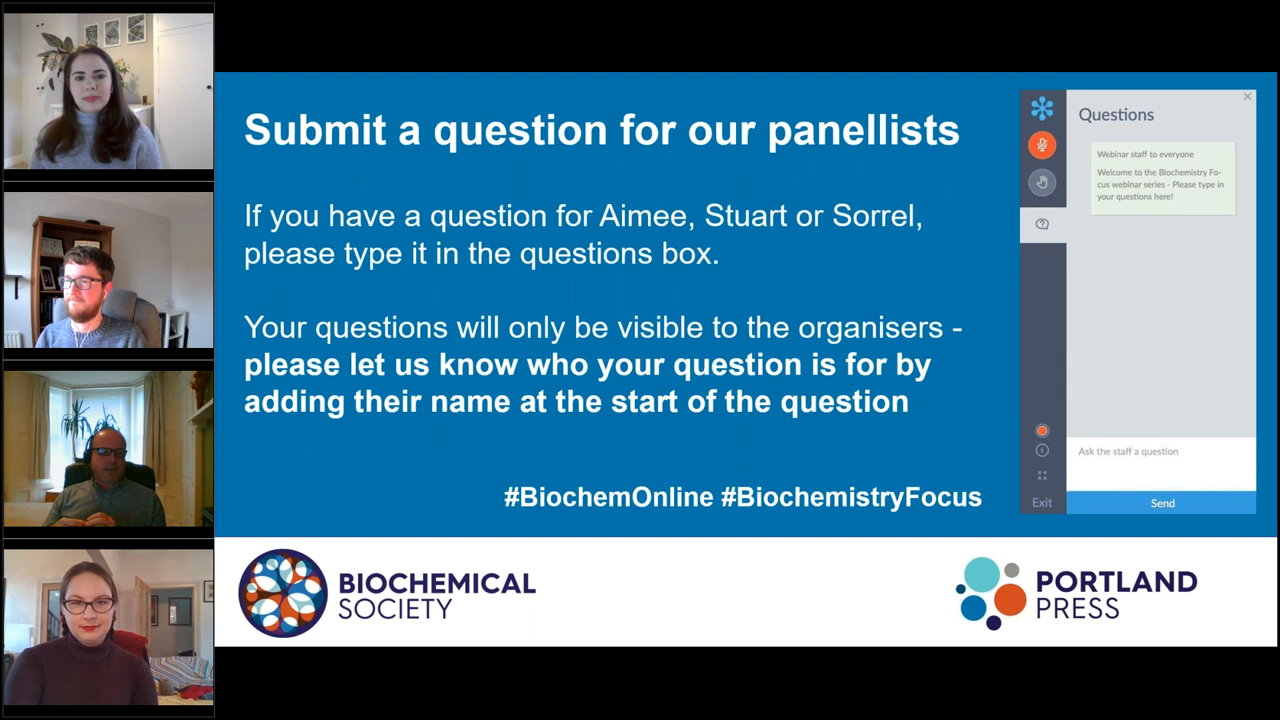 Submit a question for our panellists
If you have a question for Aimee, Stuart or Sorrel,
please type it in the questions box.
Your questions will only be visible to the organisers -
please let us know who your question is for by
adding their name at the start of the question
#BiochemOnline #BiochemistryFocus
Questions
Webinar staff to everyone
Welcome to the Biochemistry Fo-
cus webinar series - Please type in
your questions here!
Ask the staff a question
Exit
Send
BIOCHEMICAL
SOCIETY
PORTLAND
PRESS